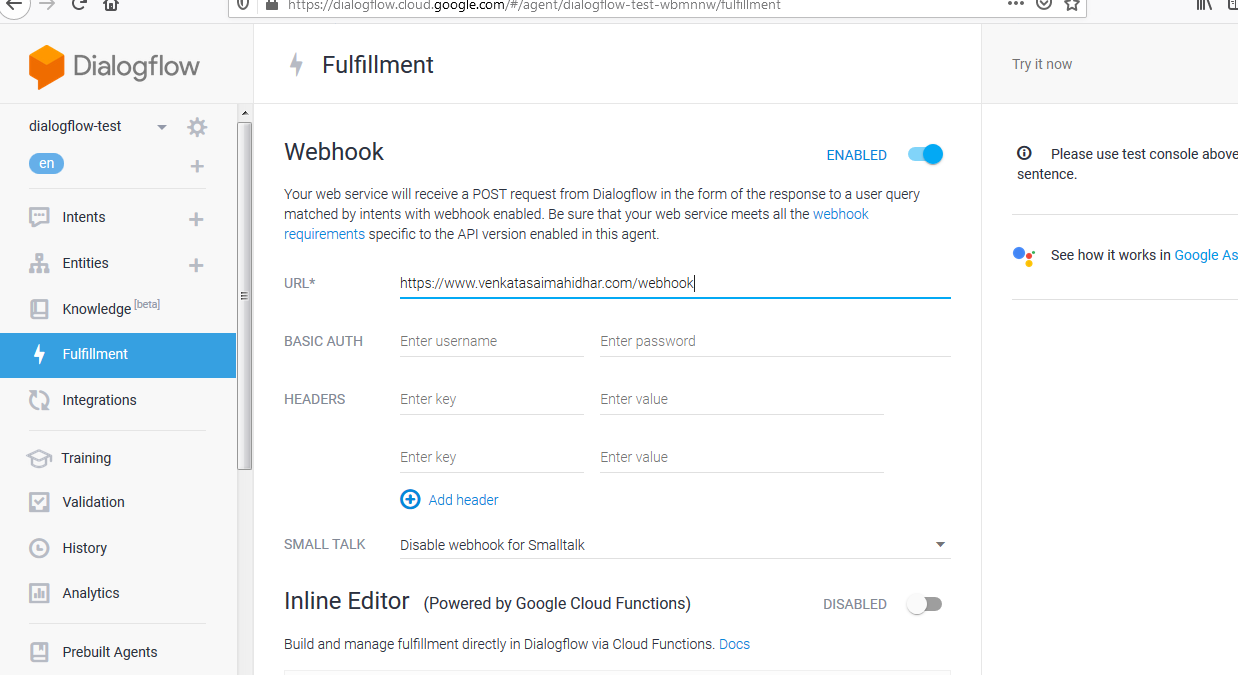 https://dialogflow.cloud.google.com/#/agent/dialogflow-test-wbmnnw/fulfillment
Dialogflow
Fulfillment
Try it now
dialogflow-test
en
Intents
Entities
Knowledge [beta]
Fulfillment
Integrations
Training
Validation
History
Analytics
Prebuilt Agents
Webhook
ENABLED
Your web service will receive a POST request from Dialogflow in the form of the response to a user query
matched by intents with webhook enabled. Be sure that your web service meets all the webhook
requirements specific to the API version enabled in this agent.
URL* https://www.venkatasaimahidhar.com/webhook
BASIC AUTH Enter username Enter password
HEADERS Enter key Enter value
Enter key Enter value
Add header
SMALL TALK Disable webhook for Smalltalk
Inline Editor (Powered by Google Cloud Functions) DISABLED
Build and manage fulfillment directly in Dialogflow via Cloud Functions. Docs
Please use test console above
sentence.
See how it works in Google As